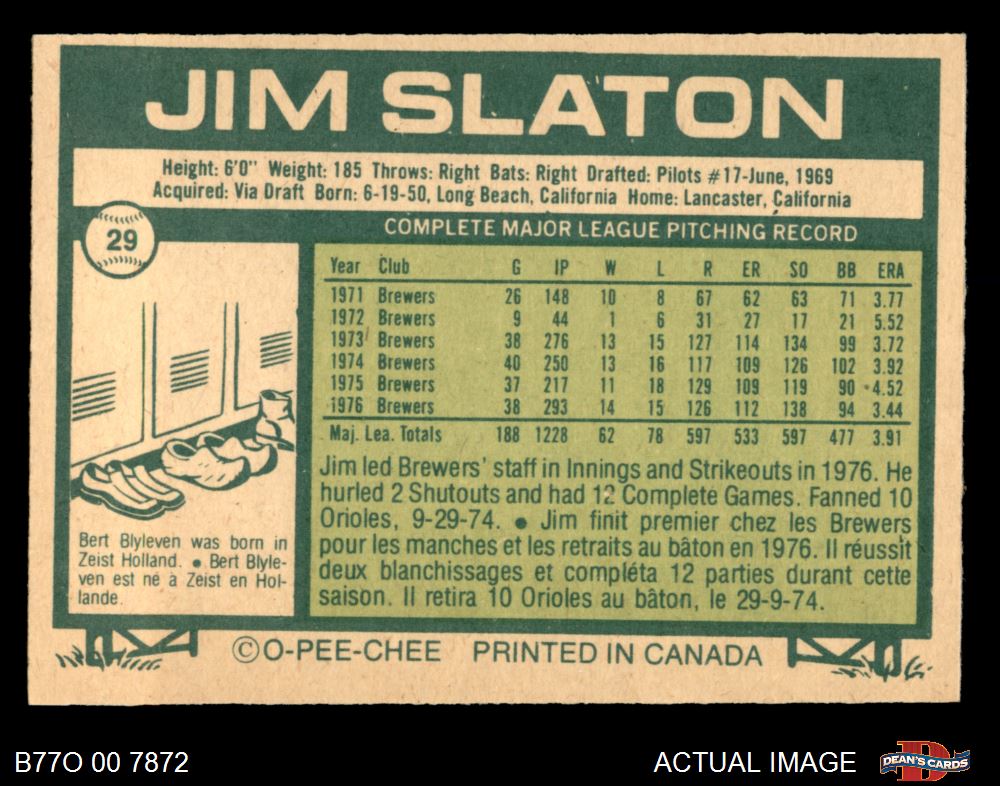 JIM SLATON
Height: 6'0" Weight: 185 Throws: Right Bats: Right Drafted: Pilots #17-June, 1969
Acquired: Via Draft Born: 6-19-50, Long Beach, California Home: Lancaster, California
29
COMPLETE MAJOR LEAGUE PITCHING RECORD
Year Club G IP W L R ER SO BB ERA
1971 Brewers 26 148 10 8 67 62 63 71 3.77
1972 Brewers 9 44 1 6 31 27 17 21 5.52
1973 Brewers 38 276 13 15 127 114 134 99 3.72
1974 Brewers 40 250 13 16 117 109 126 102 3.92
1975 Brewers 37 217 11 18 129 109 119 90 4.52
1976 Brewers 38 293 14 15 126 112 138 94 3.44
Maj. Lea. Totals 188 1228 62 78 597 533 597 477 3.91
Jim led Brewers' staff in Innings and Strikeouts in 1976. He
hurled 2 Shutouts and had 12 Complete Games. Fanned 10
Orioles, 9-29-74. ● Jim finit premier chez les Brewers
pour les manches et les retraits au bâton en 1976. Il réussit
deux blanchissages et compléta 12 parties durant cette
saison. Il retira 10 Orioles au bâton, le 29-9-74.
Bert Blyleven was born in
Zeist Holland. ● Bert Blyle-
ven est né à Zeist en Hol-
lande.
©O-PEE-CHEE PRINTED IN CANADA
B77O 00 7872
ACTUAL IMAGE
D
DEAN'S CARDS